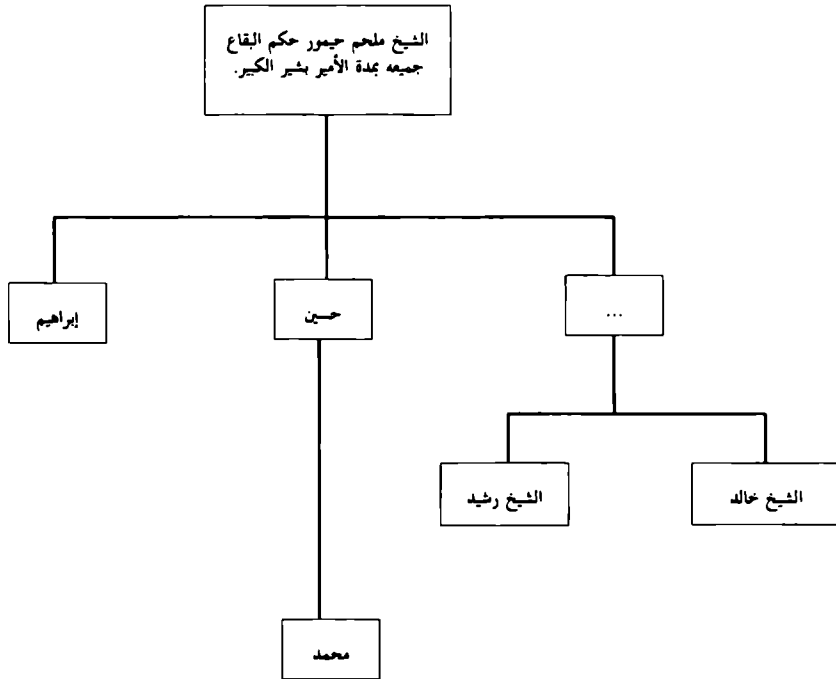 الشيخ ملحم حيمور حكم البقاع
جميعه بمدة الأمير بشير الكبير.
...
حسين
إبراهيم
الشيخ خالد
الشيخ رشيد
محمد